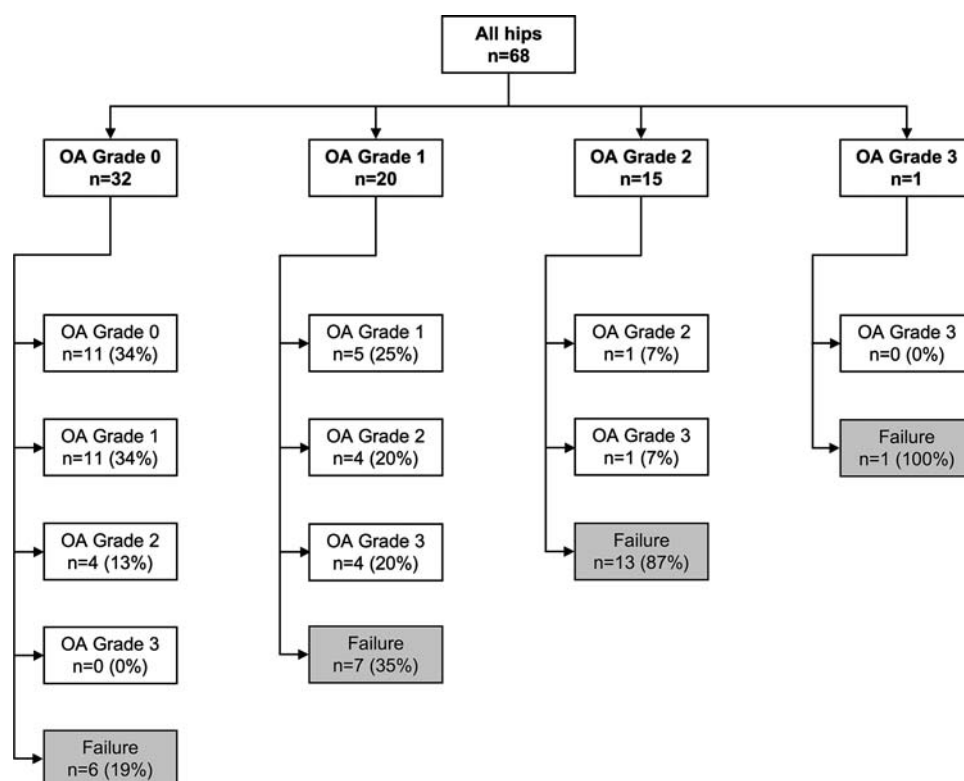 All hips
n=68
OA Grade 0
n=32
OA Grade 1
n=20
OA Grade 2
n=15
OA Grade 3
n=1
OA Grade 0
n=11 (34%)
OA Grade 1
n=11 (34%)
OA Grade 2
n=4 (13%)
OA Grade 3
n=0 (0%)
Failure
n=6 (19%)
OA Grade 1
n=5 (25%)
OA Grade 2
n=4 (20%)
OA Grade 3
n=4 (20%)
Failure
n=7 (35%)
OA Grade 2
n=1 (7%)
OA Grade 3
n=1 (7%)
Failure
n=13 (87%)
OA Grade 3
n=0 (0%)
Failure
n=1 (100%)